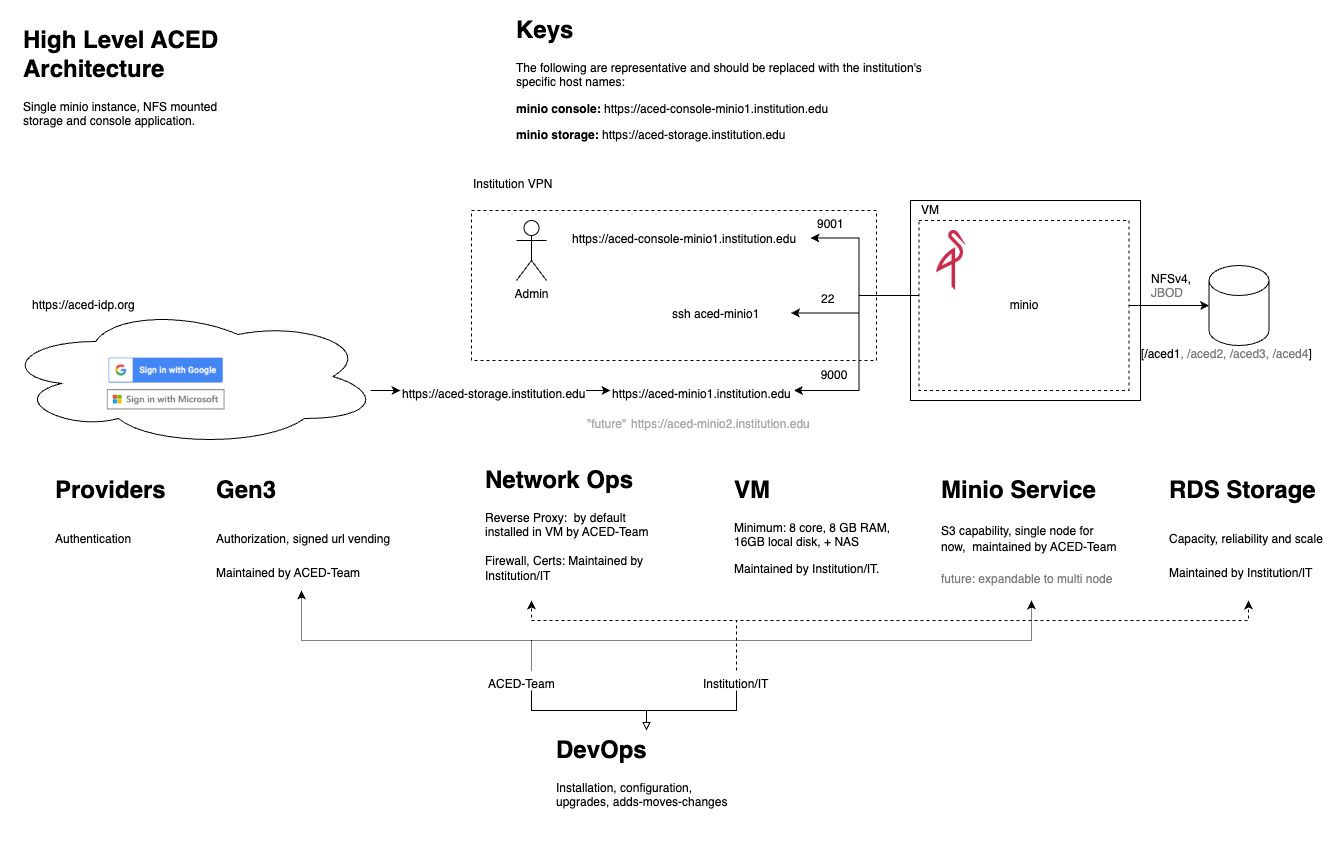 High Level ACED
Architecture
Single minio instance, NFS mounted
storage and console application.
Keys
The following are representative and should be replaced with the institution's
specific host names:
minio console: https://aced-console-minio1.institution.edu
minio storage: https://aced-storage.institution.edu
Institution VPN
Admin
https://aced-console-minio1.institution.edu
9001
ssh aced-minio1
22
9000
VM
minio
NFSv4,
JBOD
[/aced1, /aced2, /aced3, /aced4]
https://aced-idp.org
Sign in with Google
Sign in with Microsoft
https://aced-storage.institution.edu
https://aced-minio1.institution.edu
"future" https://aced-minio2.institution.edu
Providers
Authentication
Gen3
Authorization, signed url vending
Maintained by ACED-Team
Network Ops
Reverse Proxy: by default
installed in VM by ACED-Team
Firewall, Certs: Maintained by
Institution/IT
VM
Minimum: 8 core, 8 GB RAM,
16GB local disk, + NAS
Maintained by Institution/IT.
Minio Service
S3 capability, single node for
now, maintained by ACED-Team
future: expandable to multi node
RDS Storage
Capacity, reliability and scale
Maintained by Institution/IT
ACED-Team
Institution/IT
DevOps
Installation, configuration,
upgrades, adds-moves-changes